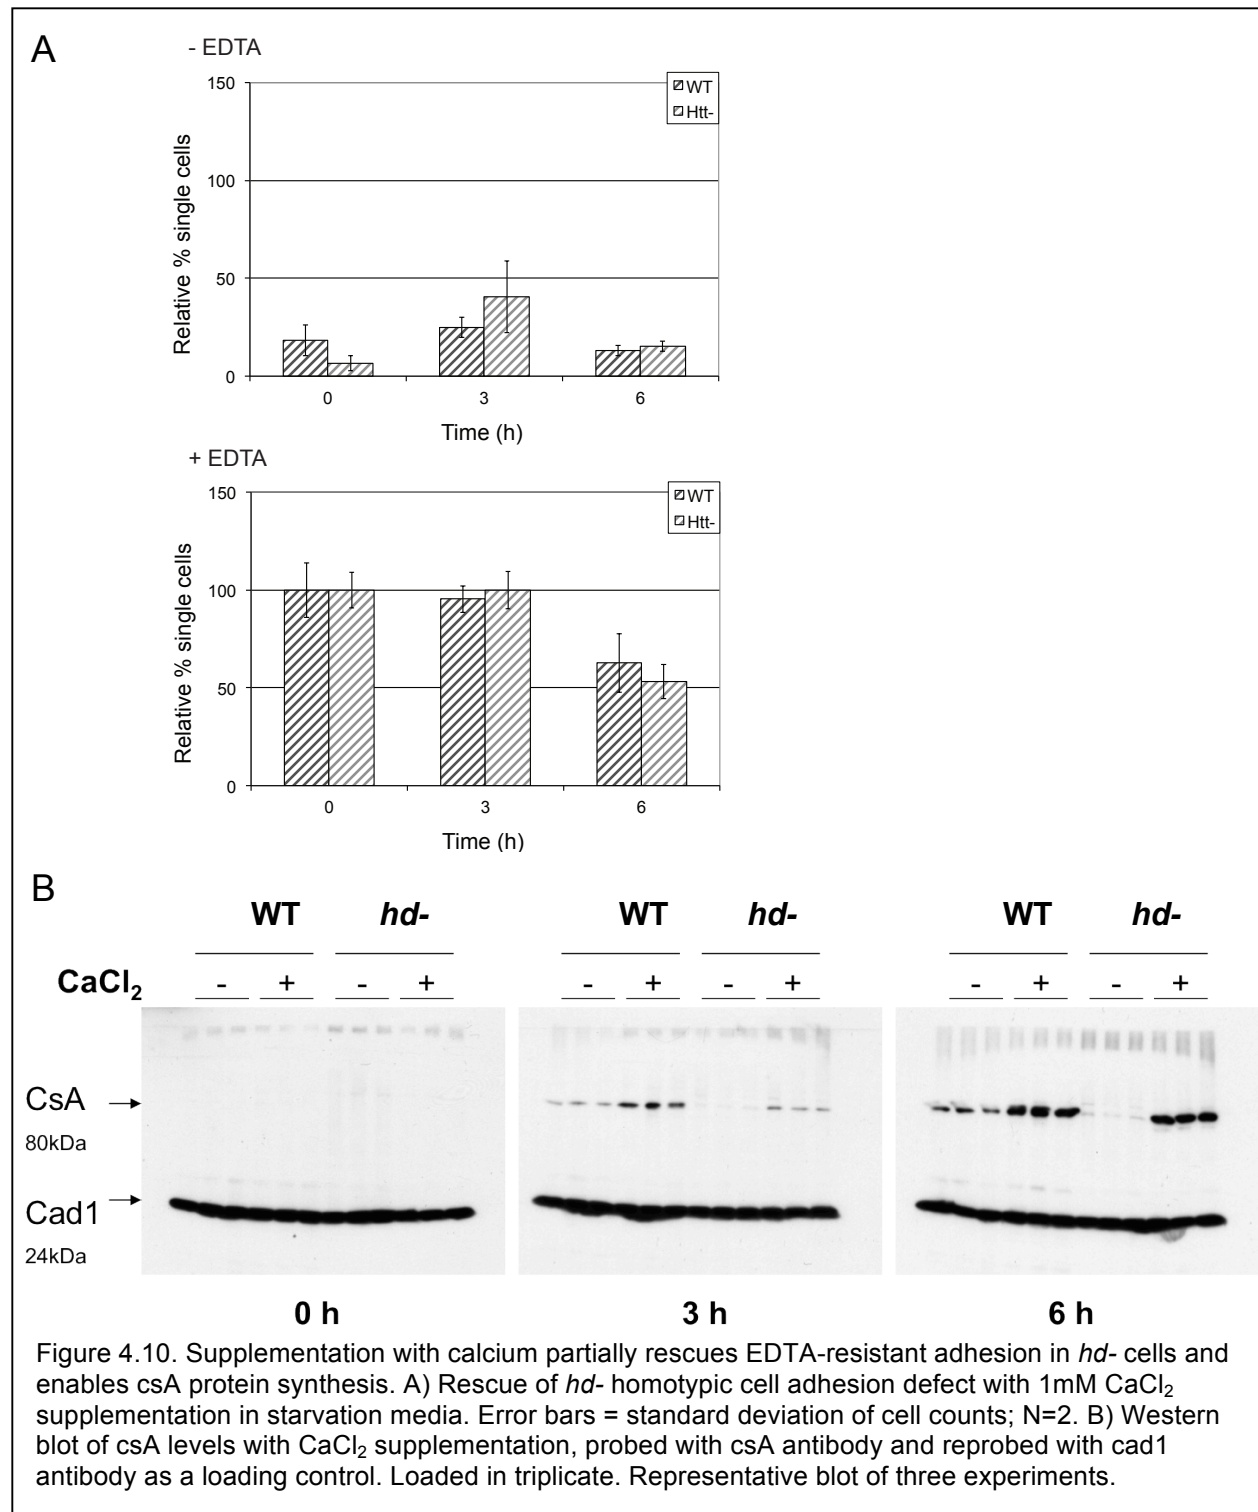 A
- EDTA
150
100
50
0
Relative % single cells
WT
Htt-
0 3 6
Time (h)
+ EDTA
150
100
50
0
Relative % single cells
WT
Htt-
0 3 6
Time (h)
B
WT hd- WT hd- WT hd-
CaCl₂ - + - + - + - + - + - +
CsA
80kDa
Cad1
24kDa
0 h 3 h 6 h
Figure 4.10. Supplementation with calcium partially rescues EDTA-resistant adhesion in hd- cells and
enables csA protein synthesis. A) Rescue of hd- homotypic cell adhesion defect with 1mM CaCl₂
supplementation in starvation media. Error bars = standard deviation of cell counts; N=2. B) Western
blot of csA levels with CaCl₂ supplementation, probed with csA antibody and reprobed with cad1
antibody as a loading control. Loaded in triplicate. Representative blot of three experiments.